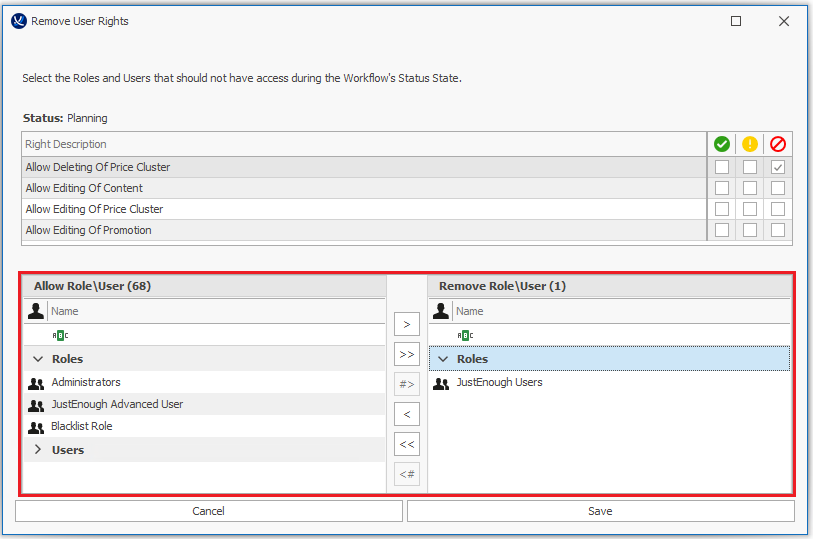 Remove User Rights
Select the Roles and Users that should not have access during the Workflow's Status State.
Status: Planning
Right Description
Allow Deleting Of Price Cluster
Allow Editing Of Content
Allow Editing Of Price Cluster
Allow Editing Of Promotion
Allow Role\User (68)
Name
ABC
Roles
Administrators
JustEnough Advanced User
Blacklist Role
Users
>
>>
#>
<
<<
<#
Remove Role\User (1)
Name
ABC
Roles
JustEnough Users
Cancel
Save